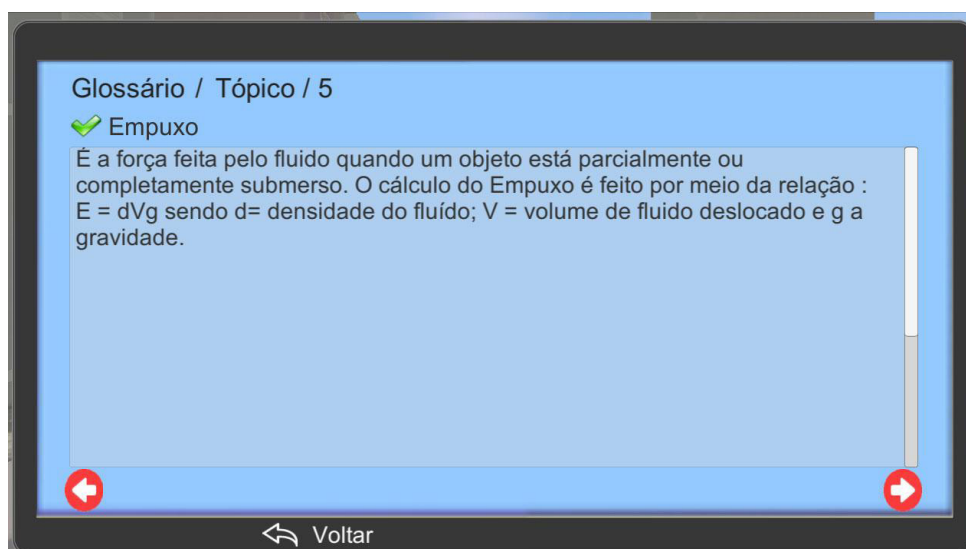 Glossário / Tópico / 5
Empuxo
É a força feita pelo fluido quando um objeto está parcialmente ou
completamente submerso. O cálculo do Empuxo é feito por meio da relação :
E = dVg sendo d= densidade do fluído; V = volume de fluido deslocado e g a
gravidade.
Voltar